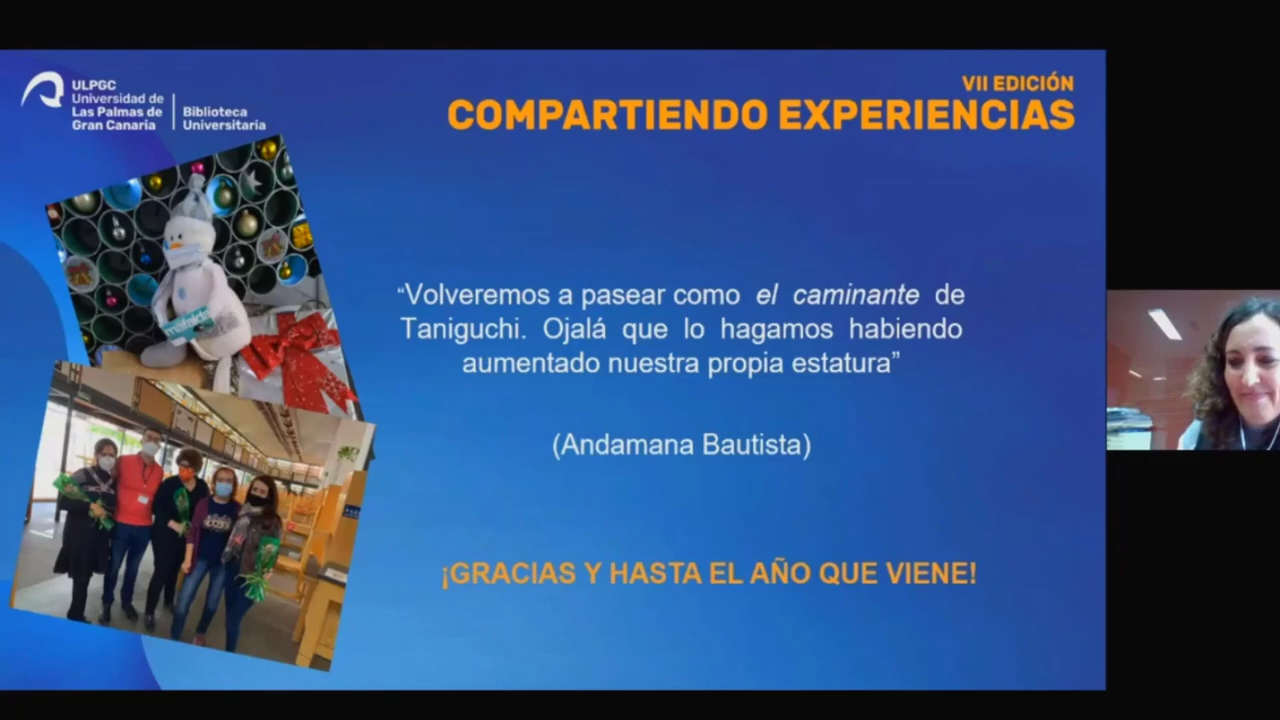 ULPGC
Universidad de
Las Palmas de
Gran Canaria
Biblioteca
Universitaria
VII EDICIÓN
COMPARTIENDO EXPERIENCIAS
mafalda
“Volveremos a pasear como el caminante de
Taniguchi. Ojalá que lo hagamos habiendo
aumentado nuestra propia estatura”
(Andamana Bautista)
¡GRACIAS Y HASTA EL AÑO QUE VIENE!